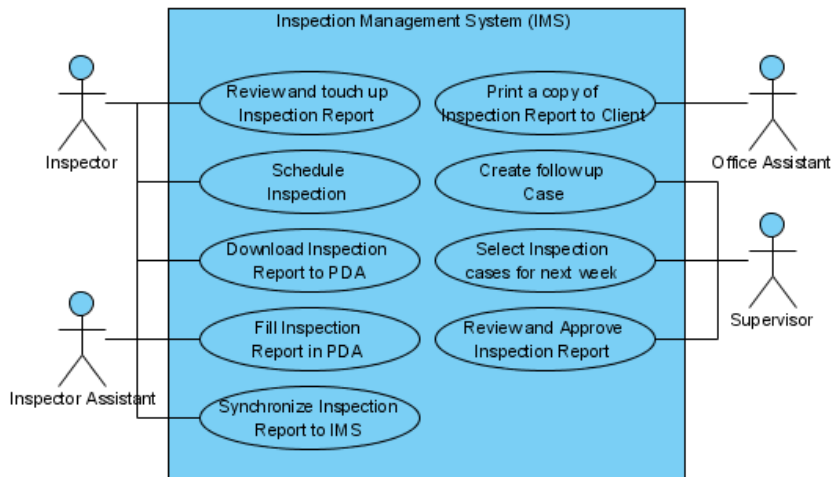 Inspection Management System (IMS)
Review and touch up
Inspection Report
Print a copy of
Inspection Report to Client
Inspector
Office Assistant
Schedule
Inspection
Create follow up
Case
Download Inspection
Report to PDA
Select Inspection
cases for next week
Supervisor
Fill Inspection
Report in PDA
Review and Approve
Inspection Report
Inspector Assistant
Synchronize Inspection
Report to IMS